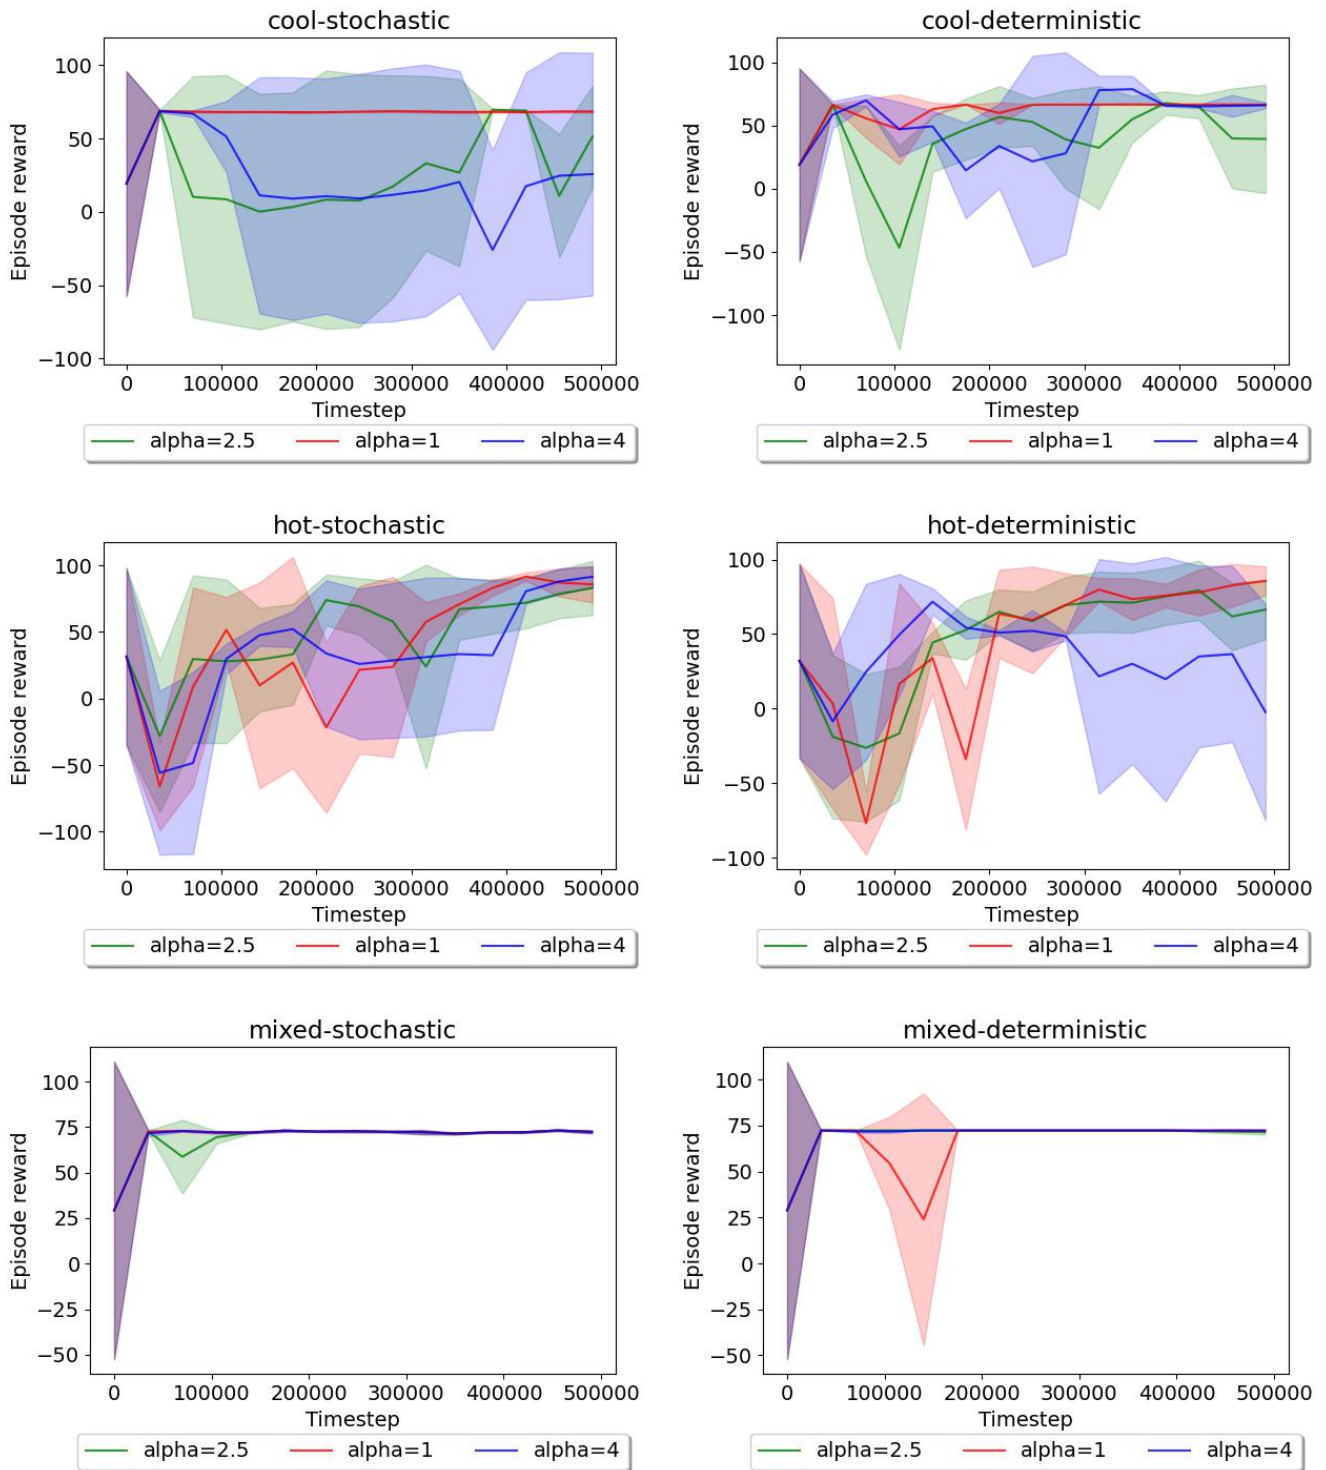 cool-stochastic
100
50
0
−50
−100
Episode reward
0 100000 200000 300000 400000 500000
Timestep
alpha=2.5 alpha=1 alpha=4
cool-deterministic
100
50
0
−50
−100
Episode reward
0 100000 200000 300000 400000 500000
Timestep
alpha=2.5 alpha=1 alpha=4
hot-stochastic
100
50
0
−50
−100
Episode reward
0 100000 200000 300000 400000 500000
Timestep
alpha=2.5 alpha=1 alpha=4
hot-deterministic
100
50
0
−50
−100
Episode reward
0 100000 200000 300000 400000 500000
Timestep
alpha=2.5 alpha=1 alpha=4
mixed-stochastic
100
75
50
25
0
−25
−50
Episode reward
0 100000 200000 300000 400000 500000
Timestep
alpha=2.5 alpha=1 alpha=4
mixed-deterministic
100
75
50
25
0
−25
−50
Episode reward
0 100000 200000 300000 400000 500000
Timestep
alpha=2.5 alpha=1 alpha=4